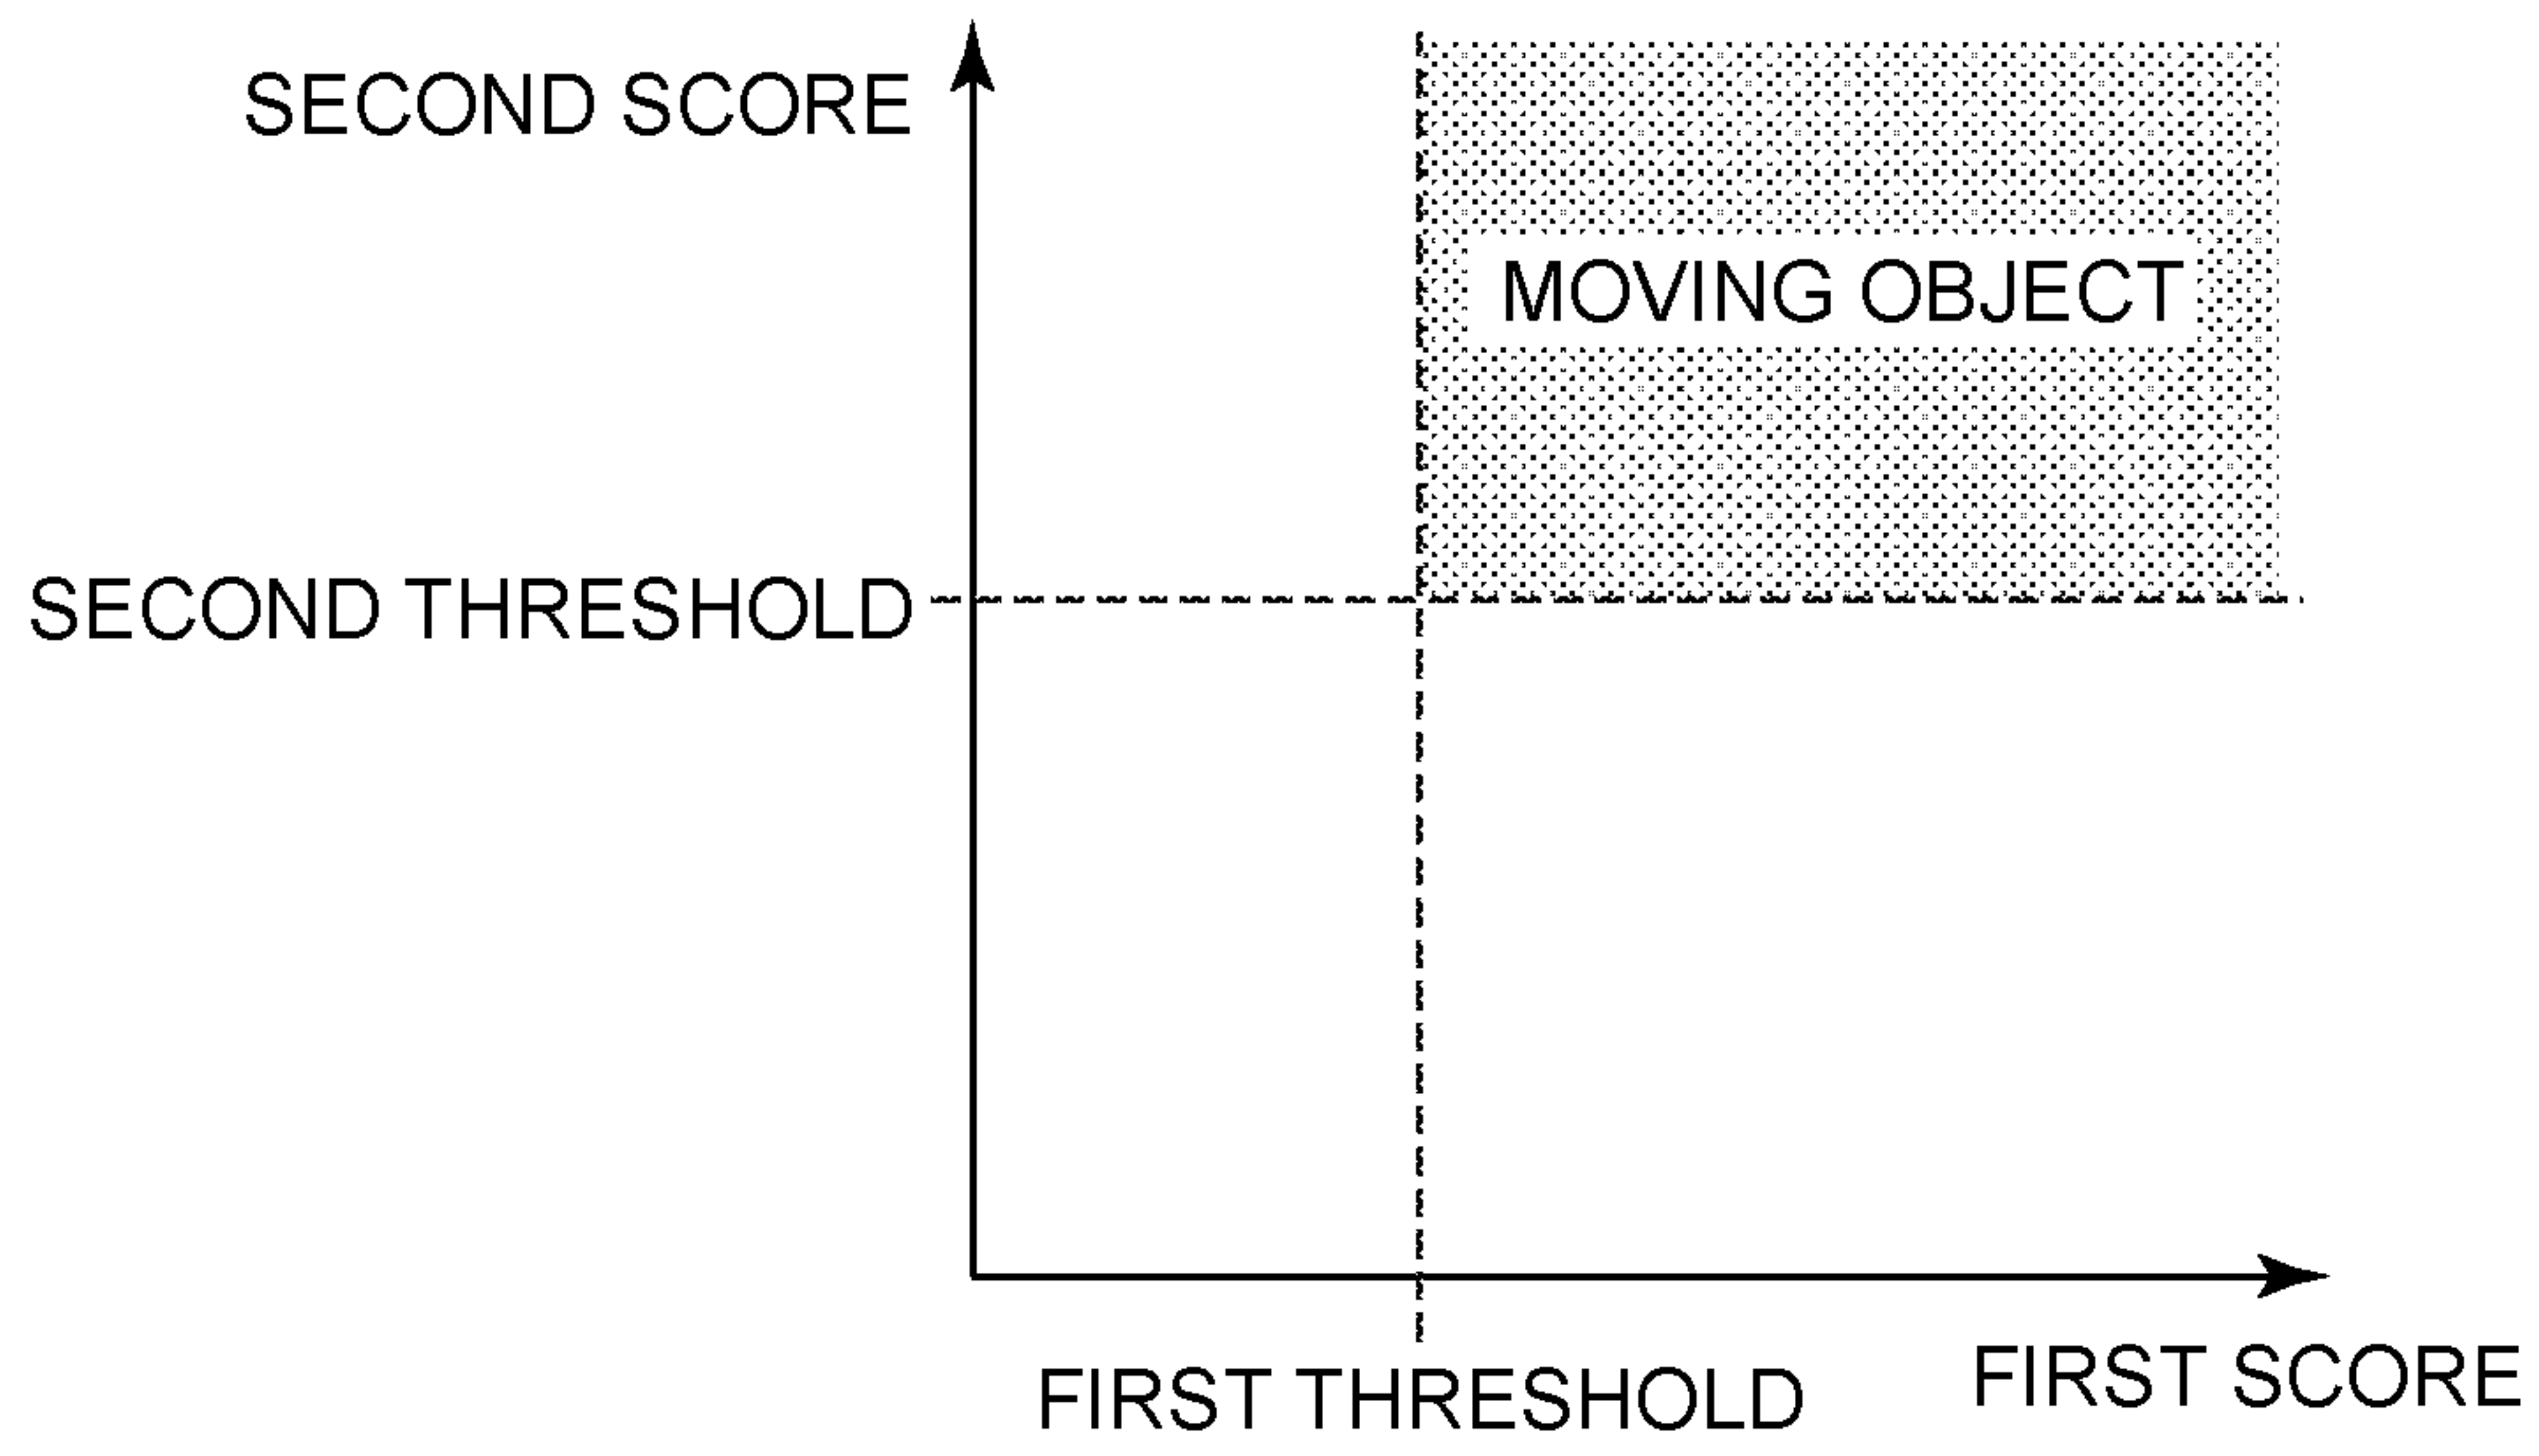 SECOND SCORE
MOVING OBJECT
SECOND THRESHOLD
FIRST SCORE
FIRST THRESHOLD